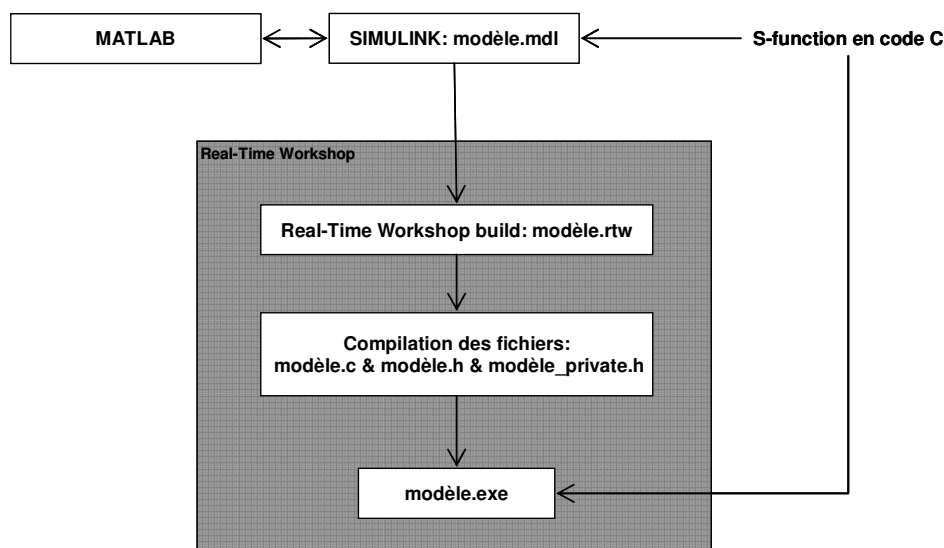 MATLAB
SIMULINK: modèle.mdl
S-function en code C
Real-Time Workshop
Real-Time Workshop build: modèle.rtw
Compilation des fichiers:
modèle.c & modèle.h & modèle_private.h
modèle.exe